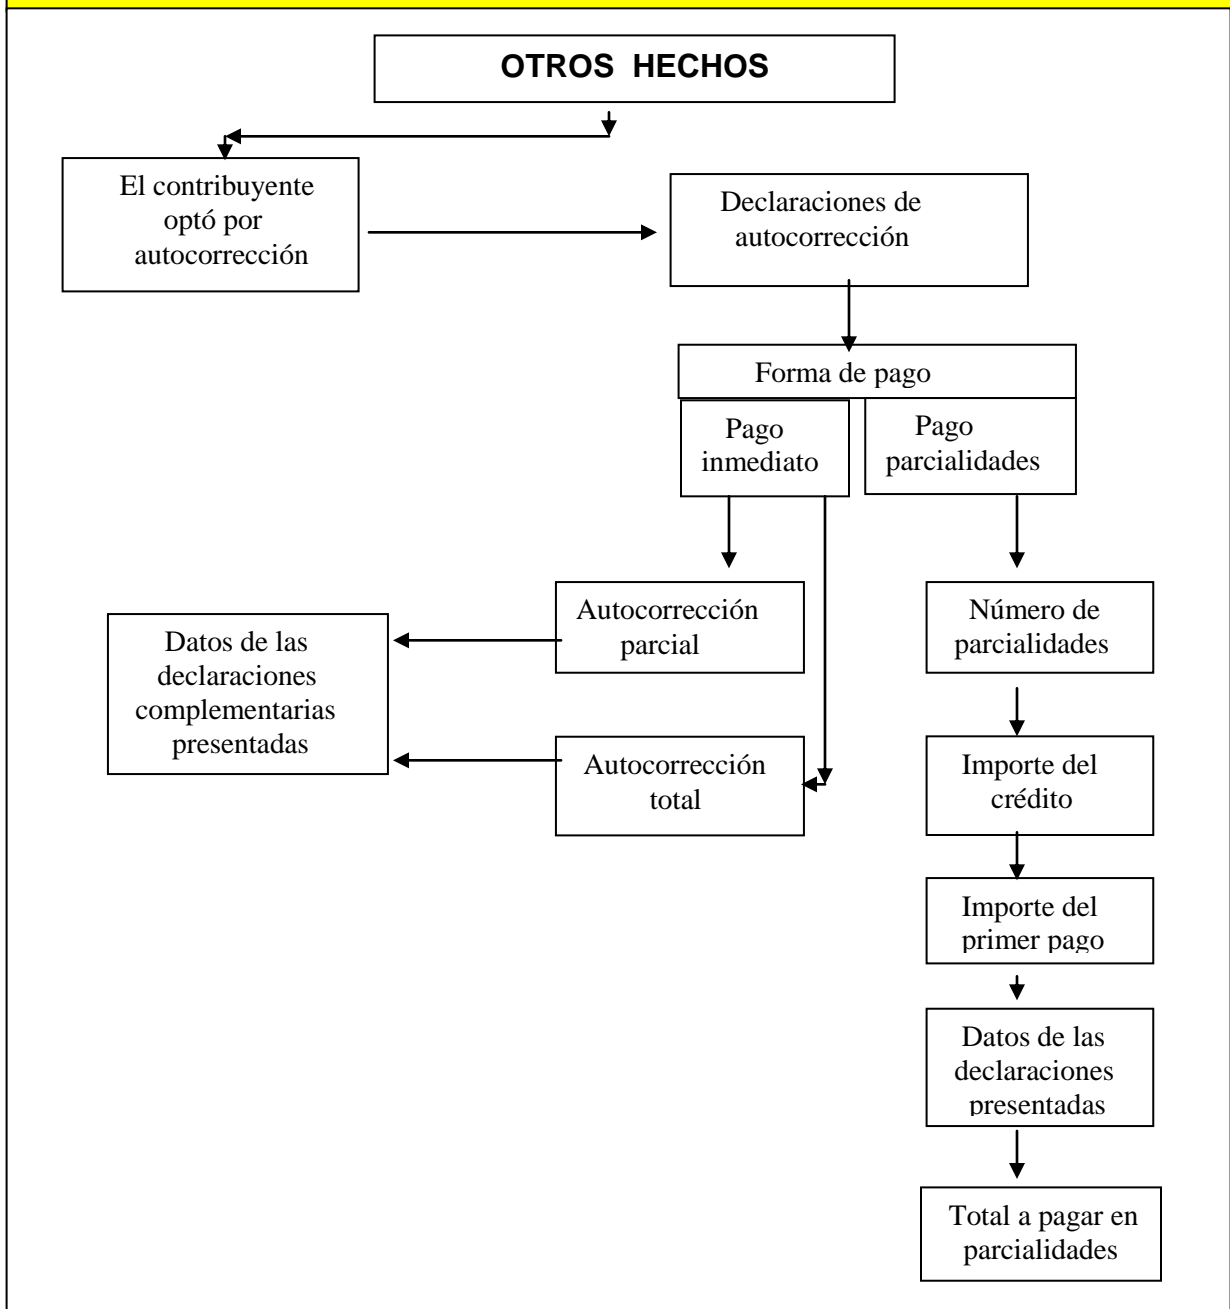 OTROS HECHOS
El contribuyente
optó por
autocorrección
Declaraciones de
autocorrección
Forma de pago
Pago
inmediato
Pago
parcialidades
Autocorrección
parcial
Número de
parcialidades
Datos de las
declaraciones
complementarias
presentadas
Autocorrección
total
Importe del
crédito
Importe del
primer pago
Datos de las
declaraciones
presentadas
Total a pagar en
parcialidades